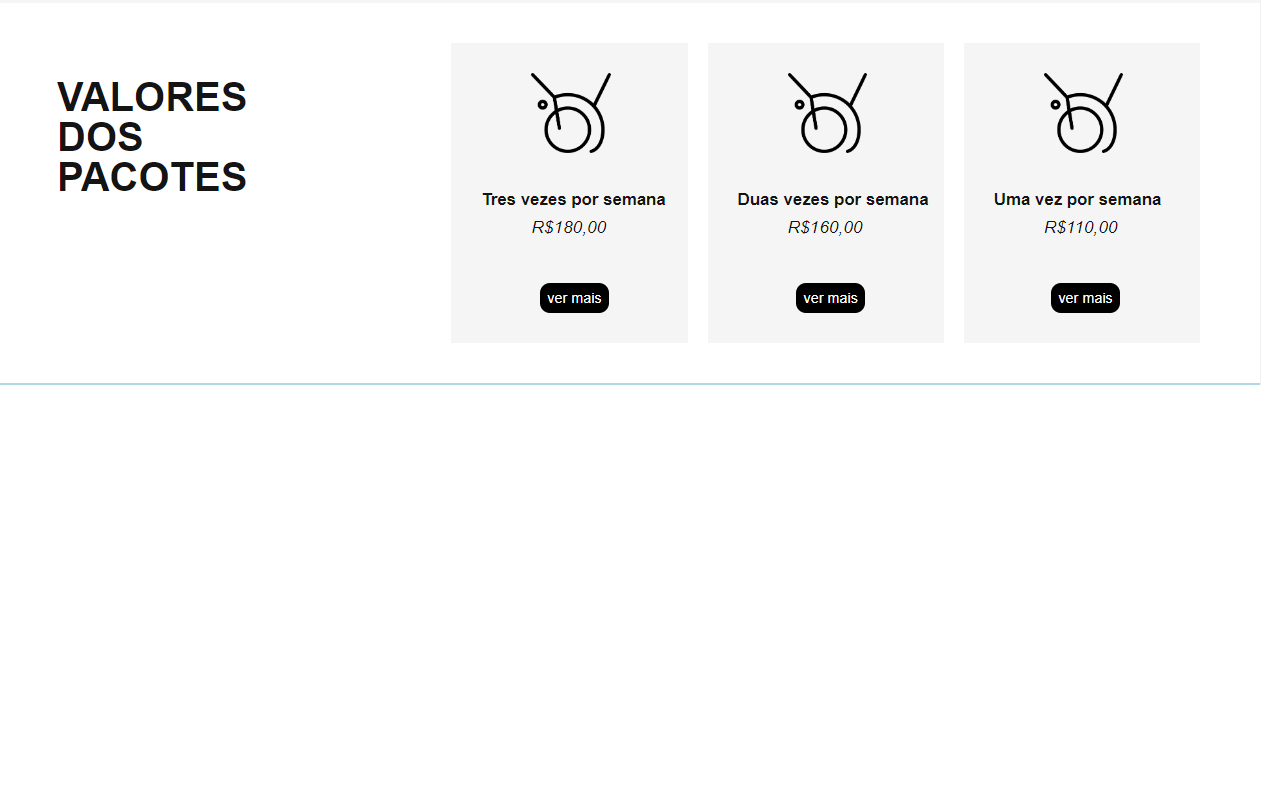 VALORES
DOS
PACOTES
Tres vezes por semana
R$180,00
ver mais
Duas vezes por semana
R$160,00
ver mais
Uma vez por semana
R$110,00
ver mais